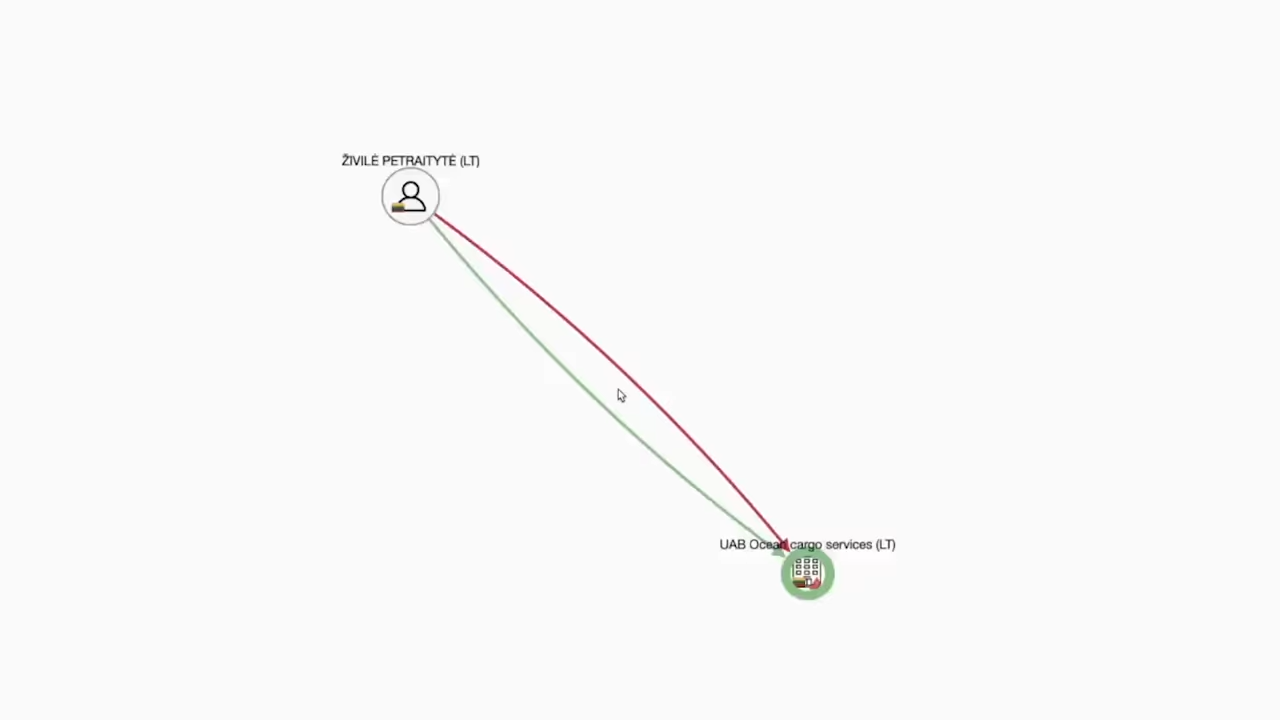 ŽIVILĖ PETRAITYTĖ (LT)
UAB Ocean cargo services (LT)